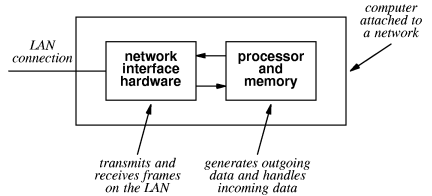 computer
attached to
a network
LAN
connection
network
interface
hardware
processor
and
memory
transmits and
receives frames
on the LAN
generates outgoing
data and handles
incoming data